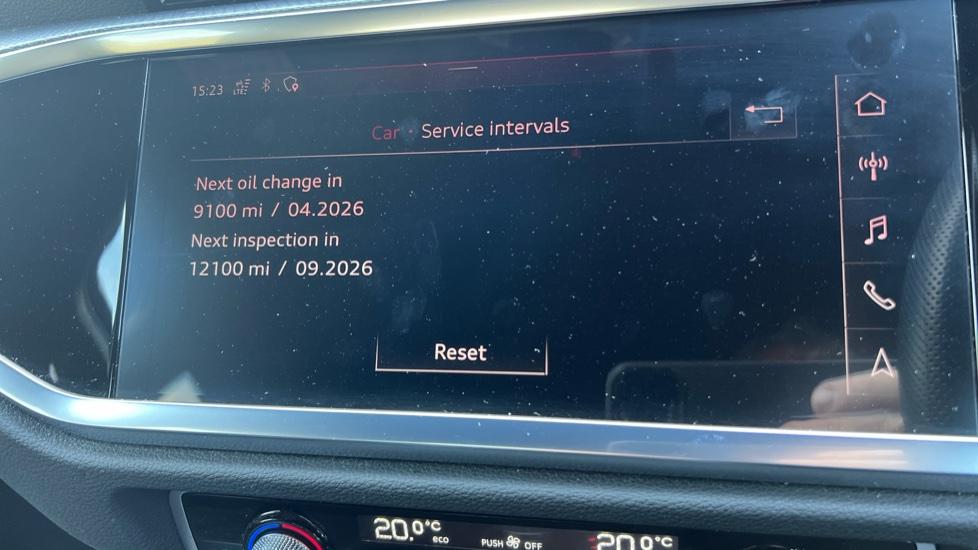 15:23 LTE
Car · Service intervals
Next oil change in
9100 mi / 04.2026
Next inspection in
12100 mi / 09.2026
Reset
20.0°C
eco
PUSH OFF
20.0°C